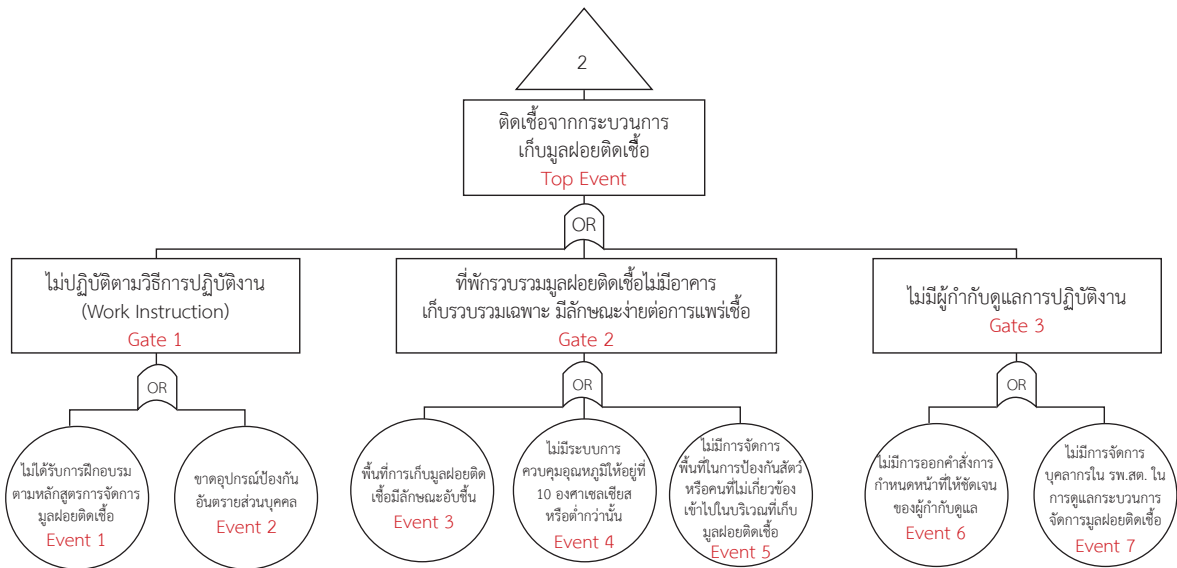 2
ติดเชื้อจากกระบวนการ
เก็บมูลฝอยติดเชื้อ
Top Event
OR
ไม่ปฏิบัติตามวิธีการปฏิบัติงาน
(Work Instruction)
Gate 1
ที่พักรวบรวมมูลฝอยติดเชื้อไม่มีอาคาร
เก็บรวบรวมเฉพาะ มีลักษณะง่ายต่อการแพร่เชื้อ
Gate 2
ไม่มีผู้กำกับดูแลการปฏิบัติงาน
Gate 3
OR
OR
OR
ไม่ได้รับการฝึกอบรม
ตามหลักสูตรการจัดการ
มูลฝอยติดเชื้อ
Event 1
ขาดอุปกรณ์ป้องกัน
อันตรายส่วนบุคคล
Event 2
พื้นที่การเก็บมูลฝอยติด
เชื้อมีลักษณะอับชื้น
Event 3
ไม่มีระบบการ
ควบคุมอุณหภูมิให้อยู่ที่
10 องศาเซลเซียส
หรือต่ำกว่านั้น
Event 4
ไม่มีการจัดการ
พื้นที่ในการป้องกันสัตว์
หรือคนที่ไม่เกี่ยวข้อง
เข้าไปในบริเวณที่เก็บ
มูลฝอยติดเชื้อ
Event 5
ไม่มีการออกคำสั่งการ
กำหนดหน้าที่ให้ชัดเจน
ของผู้กำกับดูแล
Event 6
ไม่มีการจัดการ
บุคลากรใน รพ.สต. ใน
การดูแลกระบวนการ
จัดการมูลฝอยติดเชื้อ
Event 7